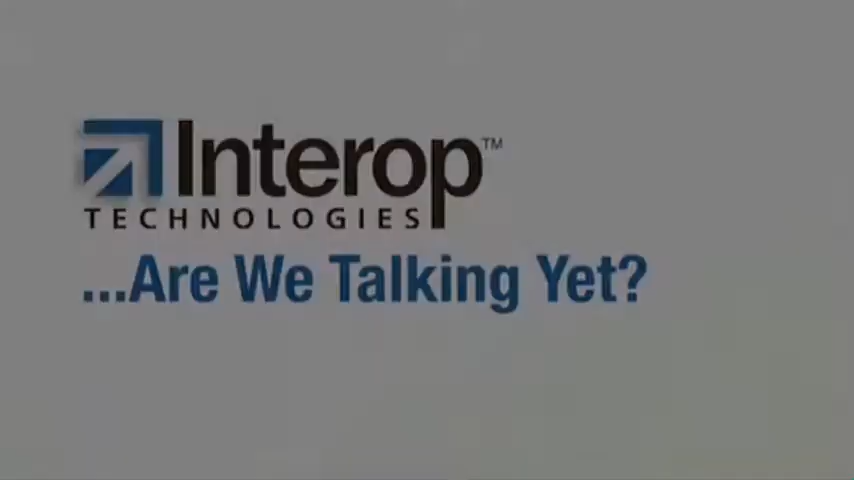 Interop™
TECHNOLOGIES
...Are We Talking Yet?